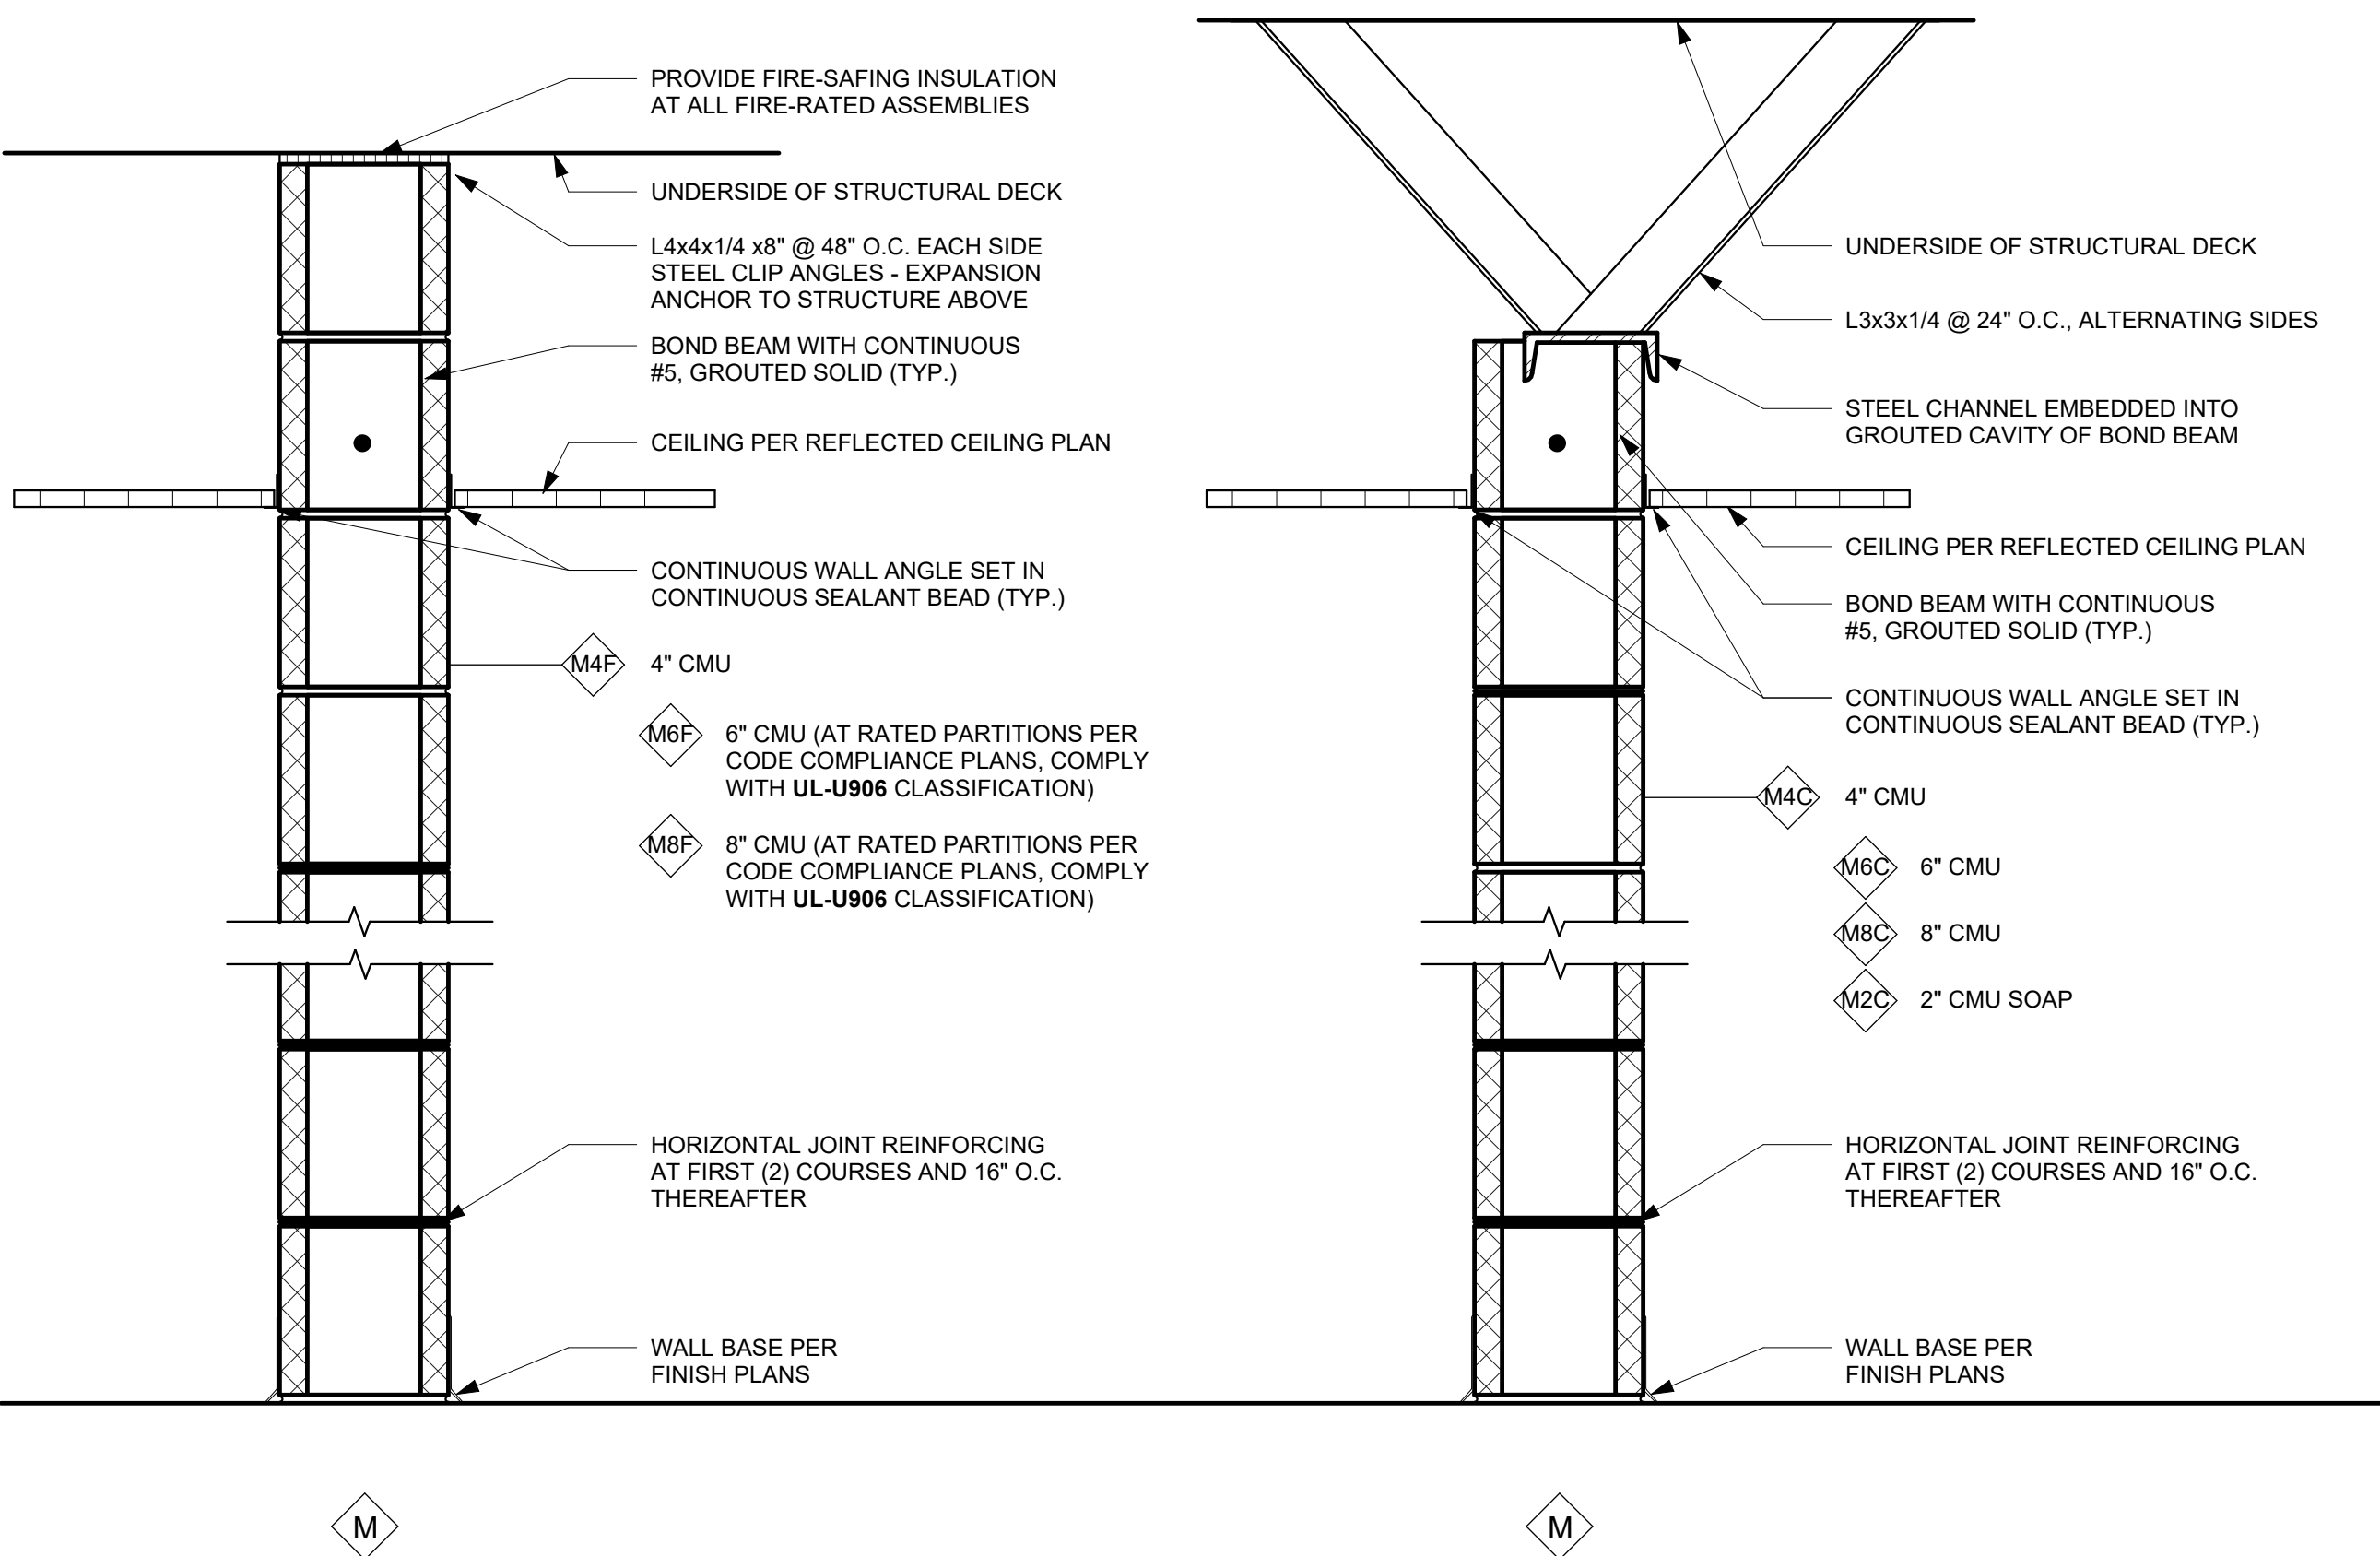 PROVIDE FIRE-SAFING INSULATION
AT ALL FIRE-RATED ASSEMBLIES
UNDERSIDE OF STRUCTURAL DECK
L4x4x1/4 x8" @ 48" O.C. EACH SIDE
STEEL CLIP ANGLES - EXPANSION
ANCHOR TO STRUCTURE ABOVE
BOND BEAM WITH CONTINUOUS
#5, GROUTED SOLID (TYP.)
CEILING PER REFLECTED CEILING PLAN
CONTINUOUS WALL ANGLE SET IN
CONTINUOUS SEALANT BEAD (TYP.)
M4F 4" CMU
M6F 6" CMU (AT RATED PARTITIONS PER
CODE COMPLIANCE PLANS, COMPLY
WITH UL-U906 CLASSIFICATION)
M8F 8" CMU (AT RATED PARTITIONS PER
CODE COMPLIANCE PLANS, COMPLY
WITH UL-U906 CLASSIFICATION)
HORIZONTAL JOINT REINFORCING
AT FIRST (2) COURSES AND 16" O.C.
THEREAFTER
WALL BASE PER
FINISH PLANS
M
UNDERSIDE OF STRUCTURAL DECK
L3x3x1/4 @ 24" O.C., ALTERNATING SIDES
STEEL CHANNEL EMBEDDED INTO
GROUTED CAVITY OF BOND BEAM
CEILING PER REFLECTED CEILING PLAN
BOND BEAM WITH CONTINUOUS
#5, GROUTED SOLID (TYP.)
CONTINUOUS WALL ANGLE SET IN
CONTINUOUS SEALANT BEAD (TYP.)
M4C 4" CMU
M6C 6" CMU
M8C 8" CMU
M2C 2" CMU SOAP
HORIZONTAL JOINT REINFORCING
AT FIRST (2) COURSES AND 16" O.C.
THEREAFTER
WALL BASE PER
FINISH PLANS
M